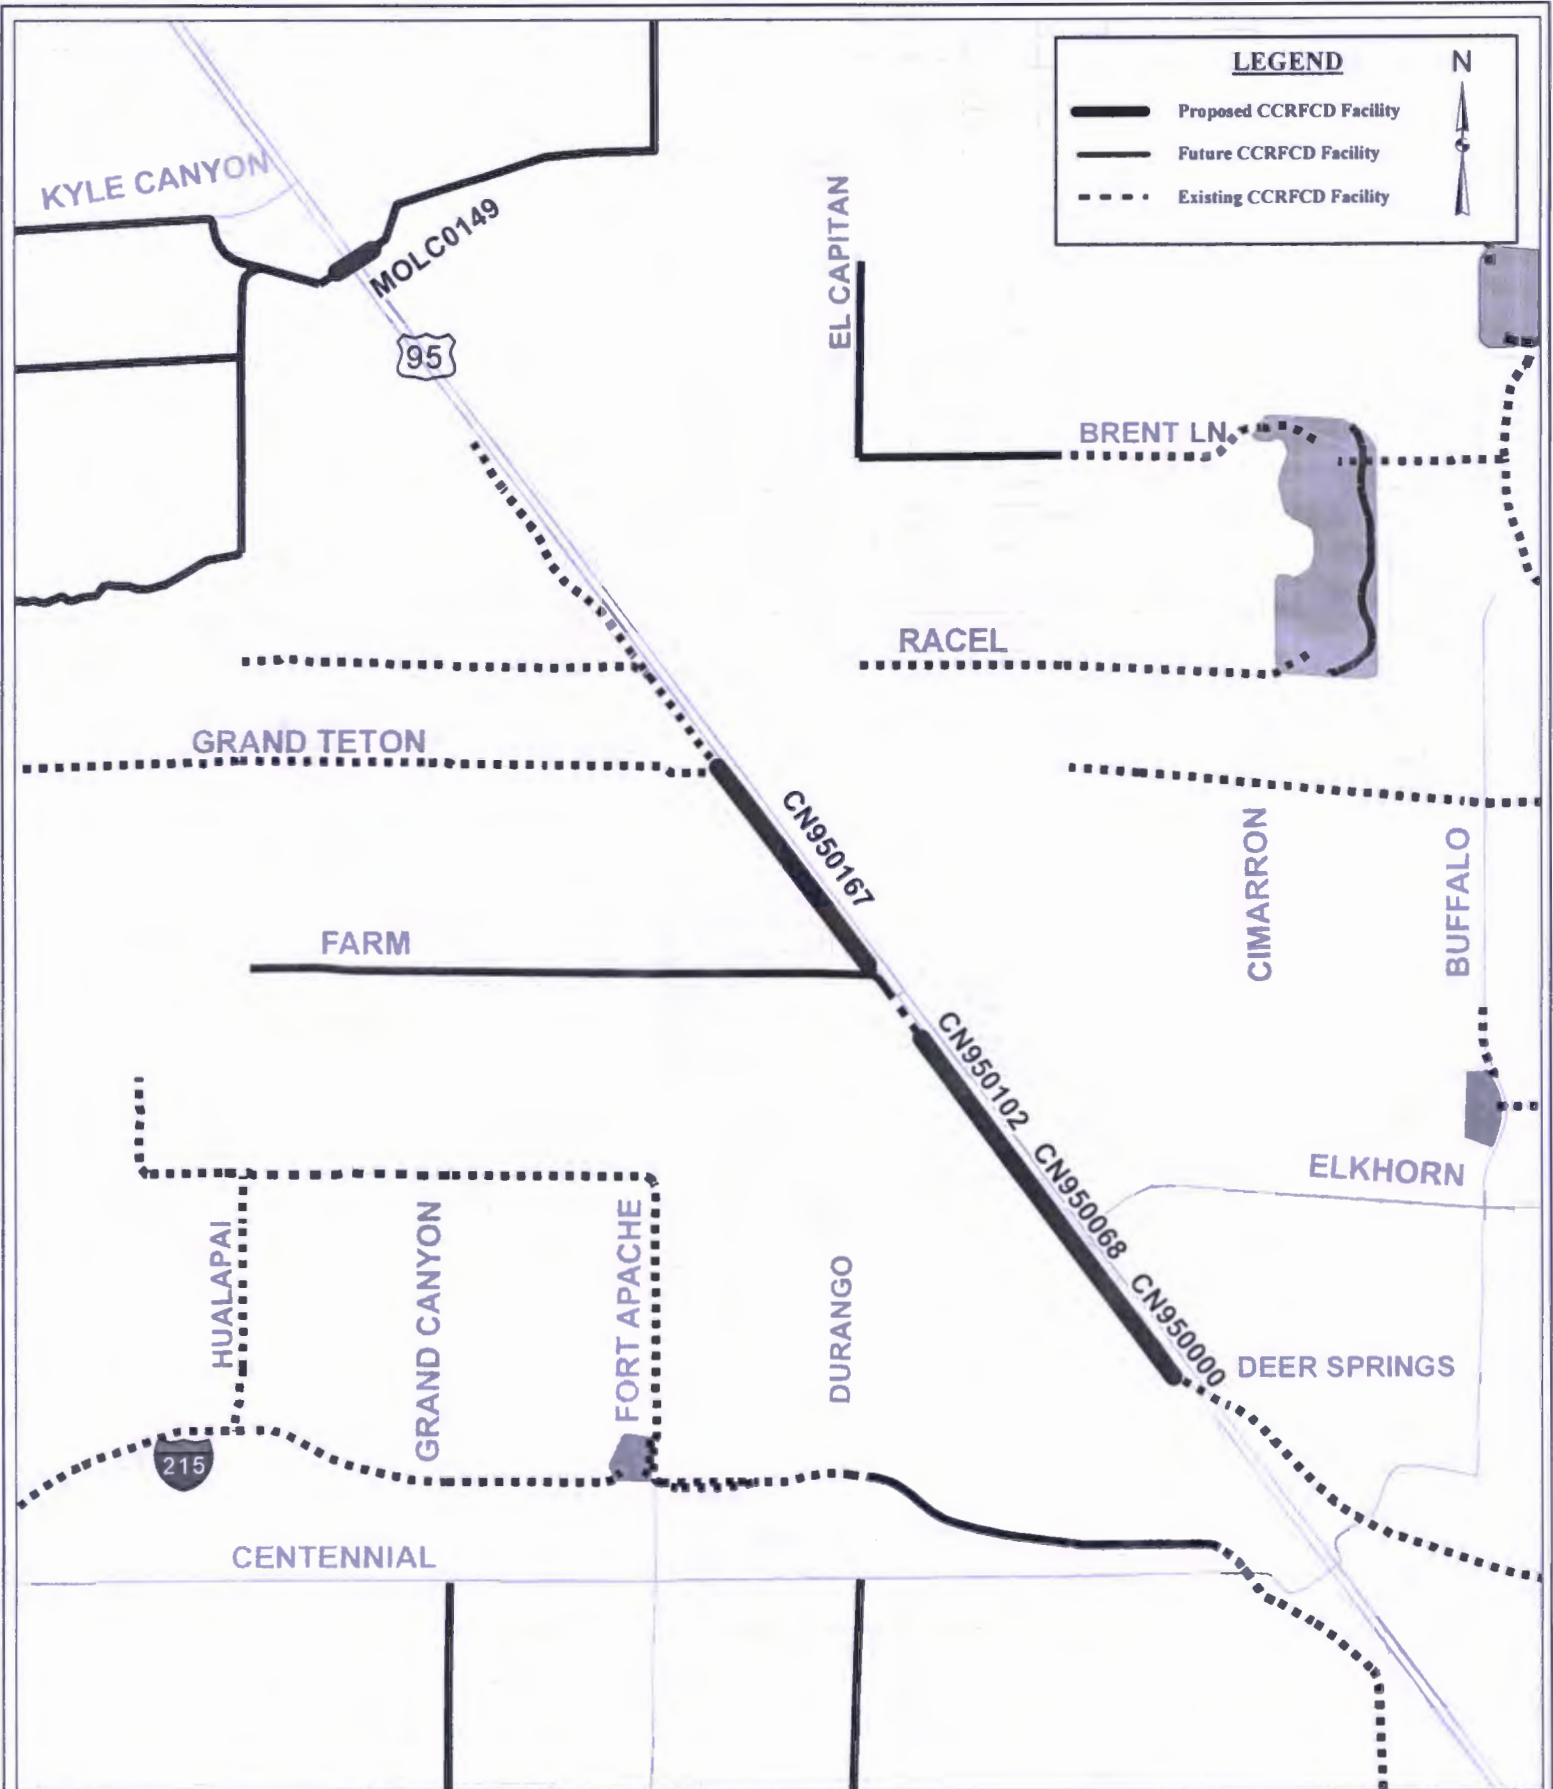 LEGEND
N
Proposed CCRFCD Facility
Future CCRFCD Facility
Existing CCRFCD Facility
KYLE CANYON
MOLC0149
95
EL CAPITAN
BRENT LN
RACEL
GRAND TETON
CN950167
CIMARRON
BUFFALO
FARM
CN950102
CN950068
CN950000
ELKHORN
HUALAPAI
GRAND CANYON
FORT APACHE
DURANGO
DEER SPRINGS
215
CENTENNIAL